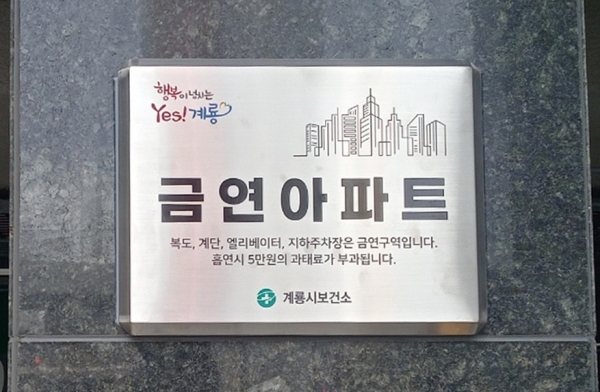 행복이 넘치는
Yes! 계룡
금연아파트
복도, 계단, 엘리베이터, 지하주차장은 금연구역입니다.
흡연시 5만원의 과태료가 부과됩니다.
계룡시보건소